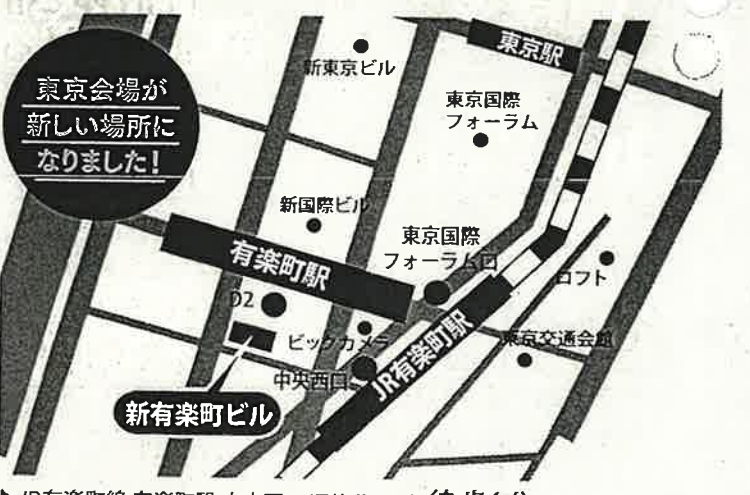 東京会場が
新しい場所に
なりました!
新東京ビル
東京駅
東京国際
フォーラム
新国際ビル
有楽町駅
東京国際
フォーラム口
ロフト
D2
ビックカメラ
JR有楽町駅
東京交通会館
中央西口
新有楽町ビル